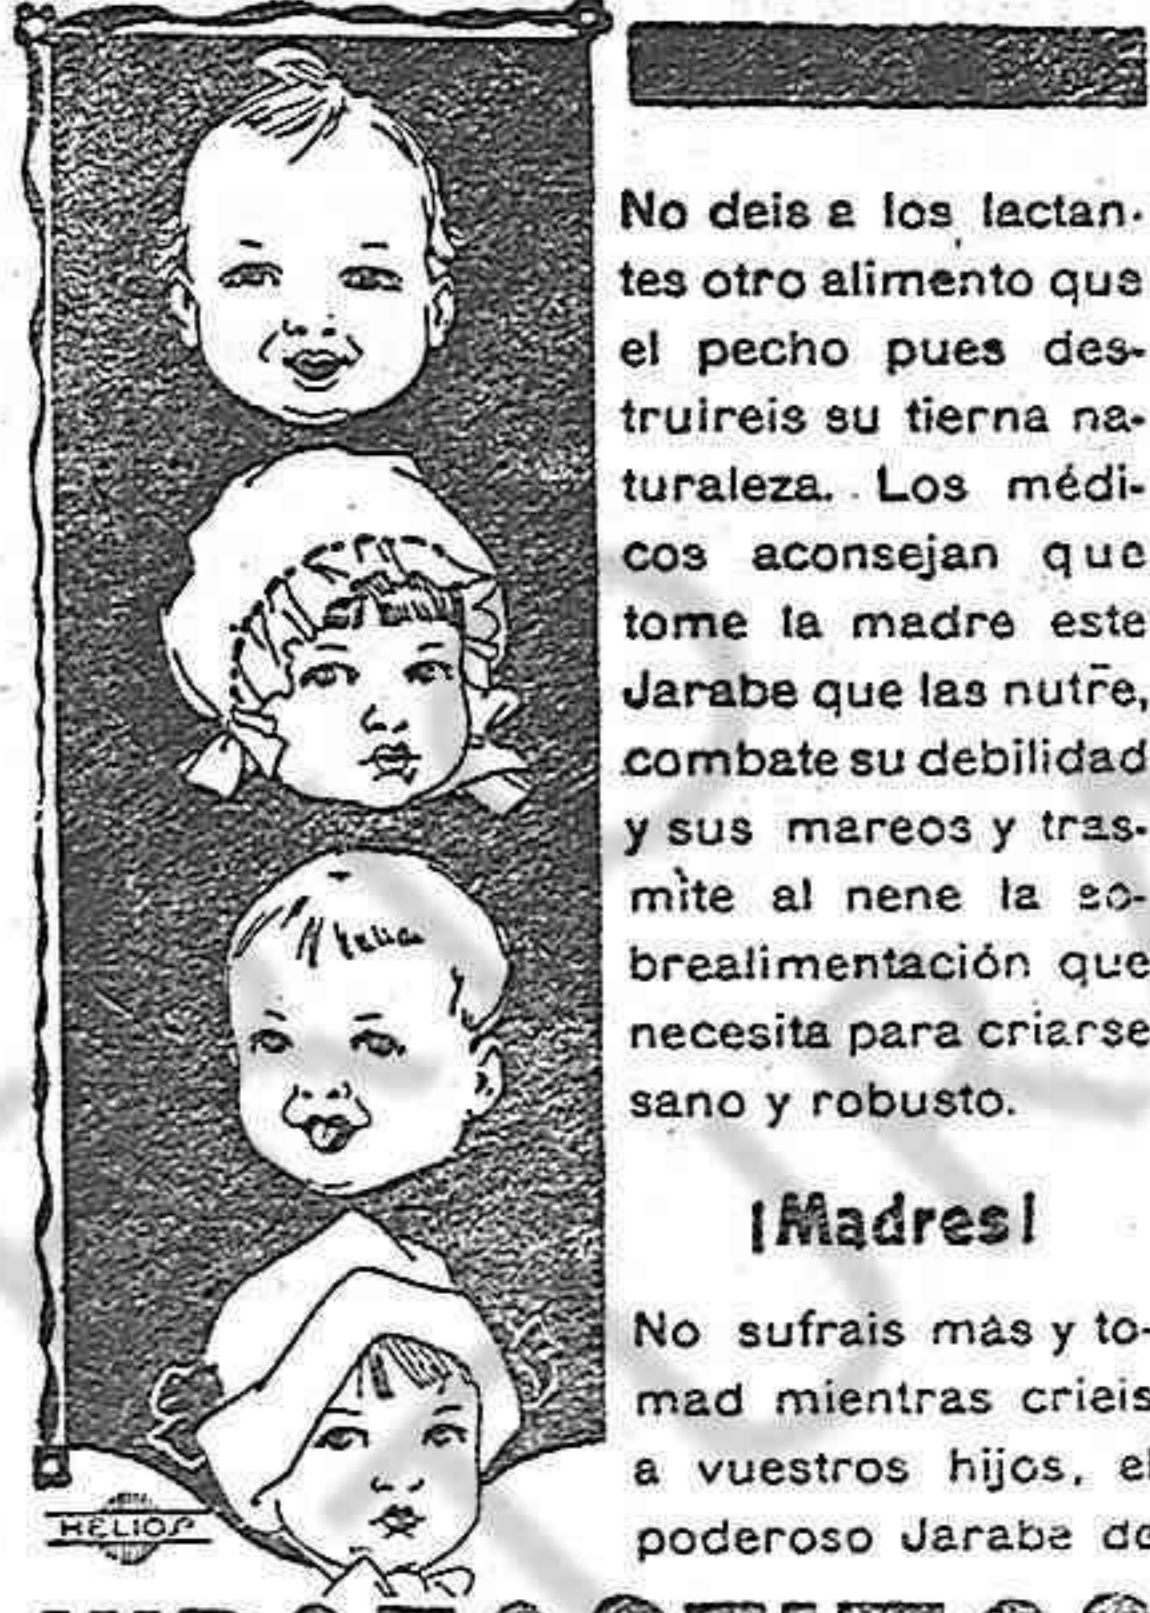 No deis a los lactan-
tes otro alimento que
el pecho pues des-
truireis su tierna na-
turaleza. Los médi-
cos aconsejan que
tome la madre este
Jarabe que las nutre,
combate su debilidad
y sus mareos y tras-
mite al nene la so-
brealimentación que
necesita para criarse
sano y robusto.
¡Madres!
No sufrais más y to-
mad mientras criais
a vuestros hijos, el
poderoso Jarabe de
HELIOS